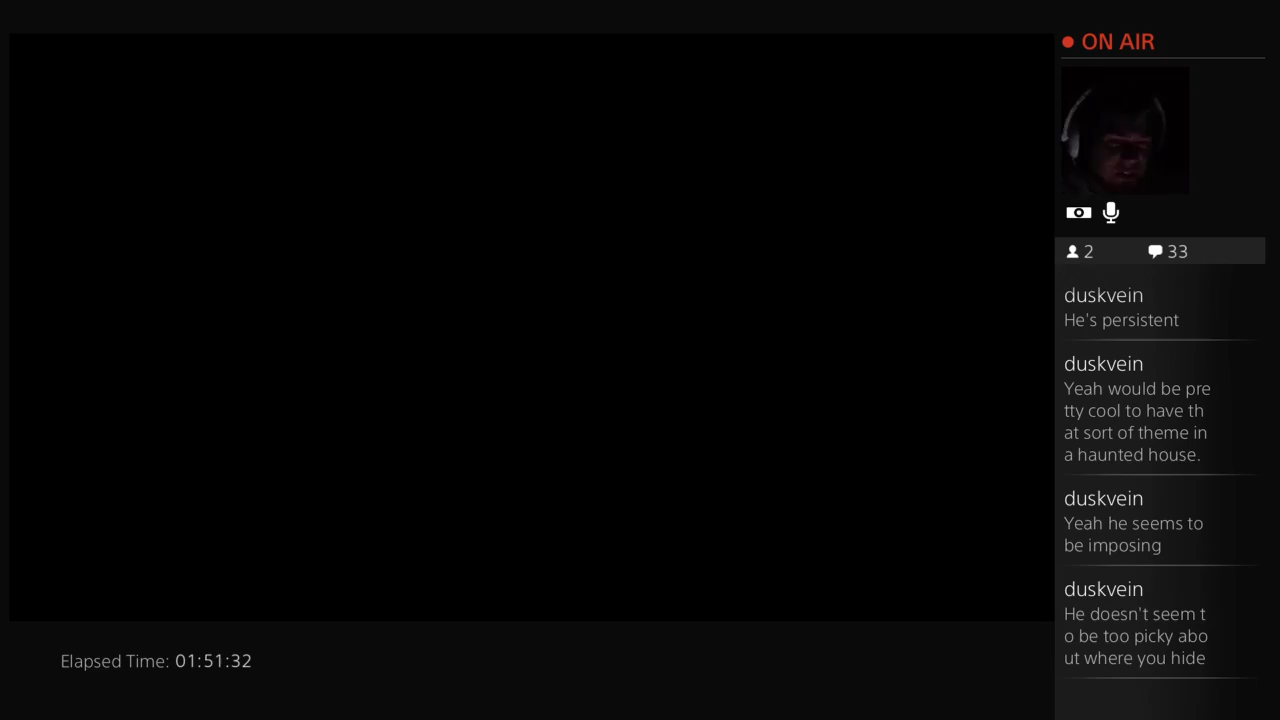 ON AIR
2 33
duskvein
He's persistent
duskvein
Yeah would be pre
tty cool to have th
at sort of theme in
a haunted house.
duskvein
Yeah he seems to
be imposing
duskvein
He doesn't seem t
o be too picky abo
ut where you hide
Elapsed Time: 01:51:32